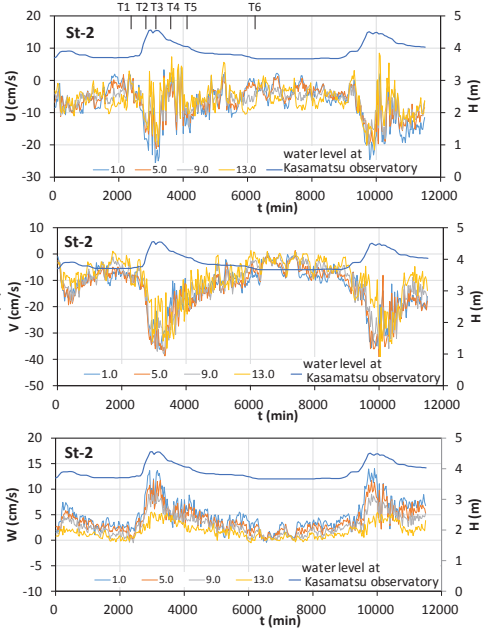 T1 T2 T3 T4 T5 T6
20 5
St-2
10 4
0 3
-10 2
-20 1
-30 0
U (cm/s)
H (m)
water level at
1.0 5.0 9.0 13.0 Kasamatsu observatory
0 2000 4000 6000 8000 10000 12000
t (min)
10 5
St-2
0 4
-10
-20 3
-30 2
-40 1
-50 0
V (cm/s)
H (m)
water level at
1.0 5.0 9.0 13.0 Kasamatsu observatory
0 2000 4000 6000 8000 10000 12000
t (min)
20 5
St-2
15 4
10
5 3
0 2
-5 1
-10 0
W (cm/s)
H (m)
water level at
1.0 5.0 9.0 13.0 Kasamatsu observatory
0 2000 4000 6000 8000 10000 12000
t (min)